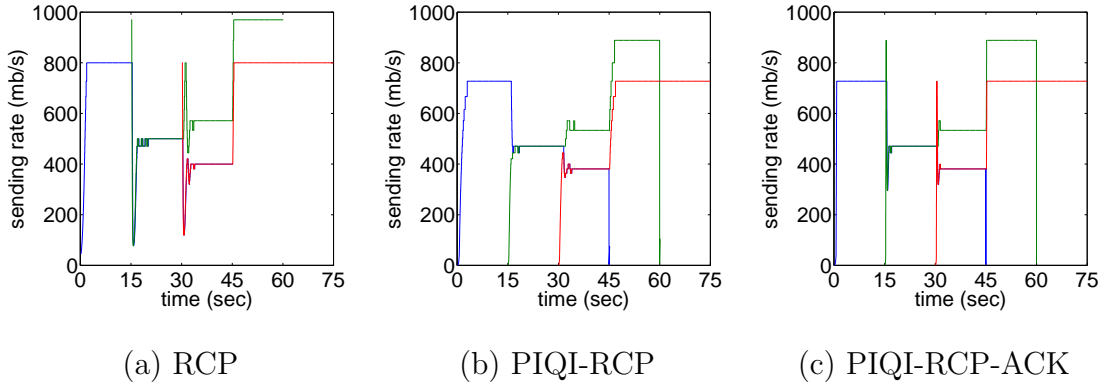 1000
800
600
400
200
0
sending rate (mb/s)
0 15 30 45 60 75
time (sec)
(a) RCP
1000
800
600
400
200
0
sending rate (mb/s)
0 15 30 45 60 75
time (sec)
(b) PIQI-RCP
1000
800
600
400
200
0
sending rate (mb/s)
0 15 30 45 60 75
time (sec)
(c) PIQI-RCP-ACK